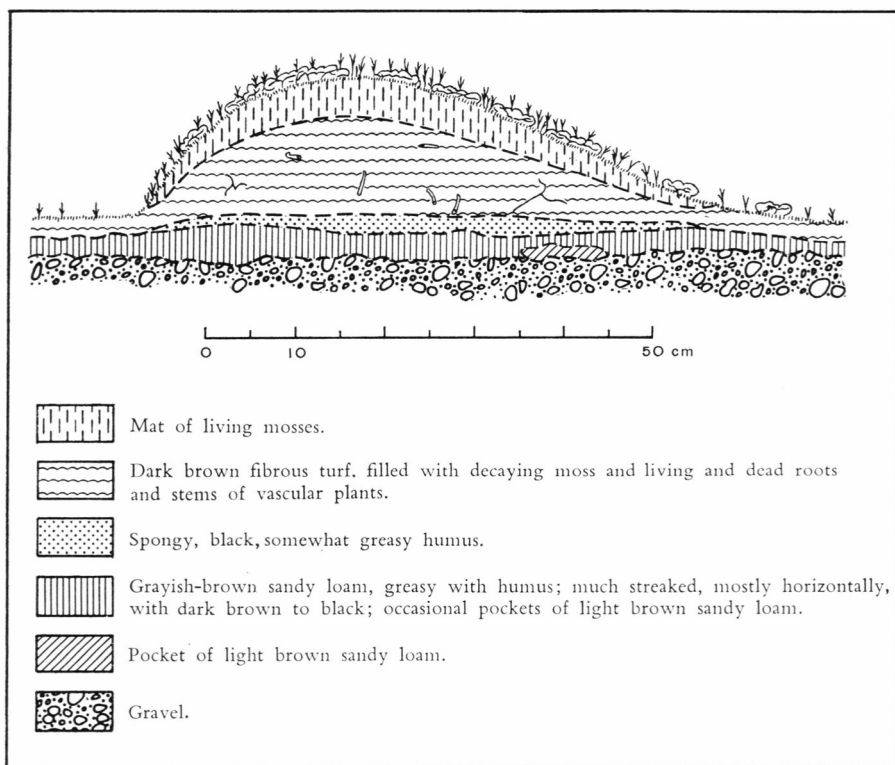 0 10 50 cm
Mat of living mosses.
Dark brown fibrous turf. filled with decaying moss and living and dead roots
and stems of vascular plants.
Spongy, black, somewhat greasy humus.
Grayish-brown sandy loam, greasy with humus; much streaked, mostly horizontally,
with dark brown to black; occasional pockets of light brown sandy loam.
Pocket of light brown sandy loam.
Gravel.